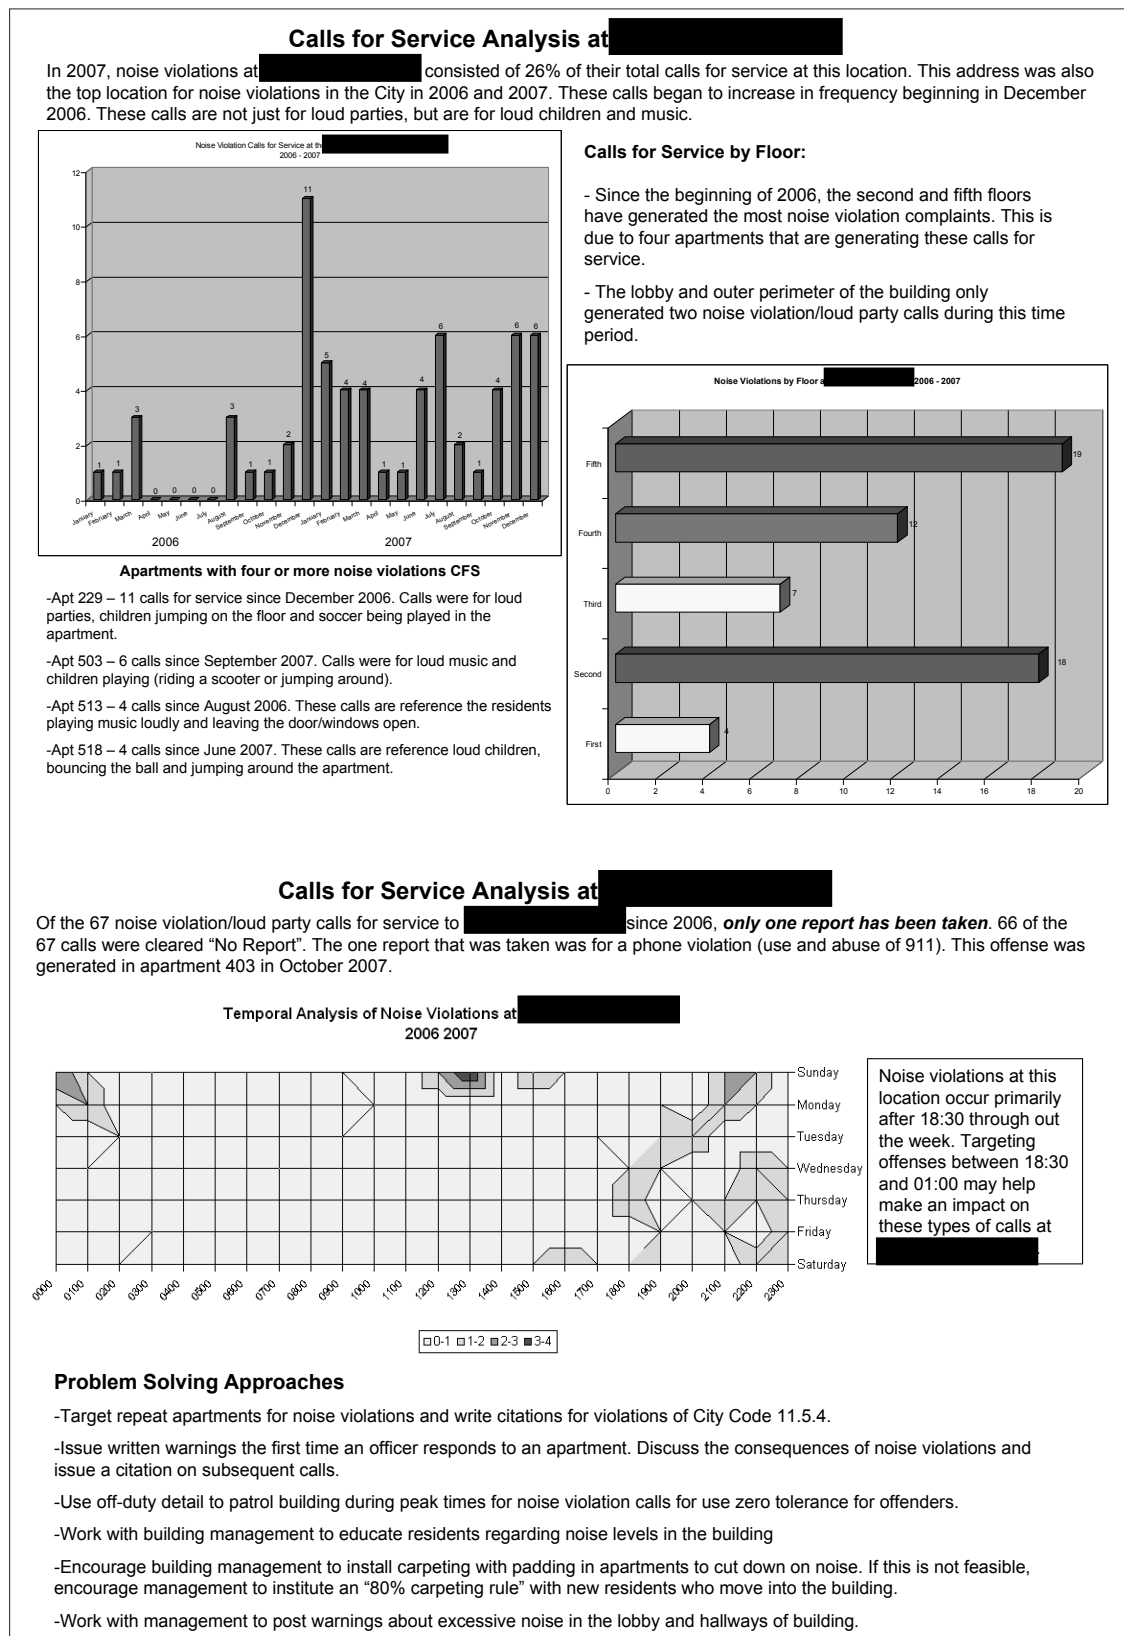 Calls for Service Analysis at
In 2007, noise violations at consisted of 26% of their total calls for service at this location. This address was also
the top location for noise violations in the City in 2006 and 2007. These calls began to increase in frequency beginning in December
2006. These calls are not just for loud parties, but are for loud children and music.
Noise Violation Calls for Service at th
2006 - 2007
12
10
8
6
4
2
0
1
1
3
0
0
0
0
3
1
1
2
11
5
4
4
1
1
4
6
2
1
4
6
6
January
February
March
April
May
June
July
August
September
October
November
December
January
February
March
April
May
June
July
August
September
October
November
December
2006
2007
Apartments with four or more noise violations CFS
-Apt 229 – 11 calls for service since December 2006. Calls were for loud
parties, children jumping on the floor and soccer being played in the
apartment.
-Apt 503 – 6 calls since September 2007. Calls were for loud music and
children playing (riding a scooter or jumping around).
-Apt 513 – 4 calls since August 2006. These calls are reference the residents
playing music loudly and leaving the door/windows open.
-Apt 518 – 4 calls since June 2007. These calls are reference loud children,
bouncing the ball and jumping around the apartment.
Calls for Service by Floor:
- Since the beginning of 2006, the second and fifth floors
have generated the most noise violation complaints. This is
due to four apartments that are generating these calls for
service.
- The lobby and outer perimeter of the building only
generated two noise violation/loud party calls during this time
period.
Noise Violations by Floor a 2006 - 2007
Fifth
19
Fourth
12
Third
7
Second
18
First
4
0 2 4 6 8 10 12 14 16 18 20
Calls for Service Analysis at
Of the 67 noise violation/loud party calls for service to since 2006, only one report has been taken. 66 of the
67 calls were cleared “No Report”. The one report that was taken was for a phone violation (use and abuse of 911). This offense was
generated in apartment 403 in October 2007.
Temporal Analysis of Noise Violations at
2006 2007
Sunday
Monday
Tuesday
Wednesday
Thursday
Friday
Saturday
0000 0100 0200 0300 0400 0500 0600 0700 0800 0900 1000 1100 1200 1300 1400 1500 1600 1700 1800 1900 2000 2100 2200 2300
0-1 1-2 2-3 3-4
Noise violations at this
location occur primarily
after 18:30 through out
the week. Targeting
offenses between 18:30
and 01:00 may help
make an impact on
these types of calls at
.
Problem Solving Approaches
-Target repeat apartments for noise violations and write citations for violations of City Code 11.5.4.
-Issue written warnings the first time an officer responds to an apartment. Discuss the consequences of noise violations and
issue a citation on subsequent calls.
-Use off-duty detail to patrol building during peak times for noise violation calls for use zero tolerance for offenders.
-Work with building management to educate residents regarding noise levels in the building
-Encourage building management to install carpeting with padding in apartments to cut down on noise. If this is not feasible,
encourage management to institute an “80% carpeting rule” with new residents who move into the building.
-Work with management to post warnings about excessive noise in the lobby and hallways of building.